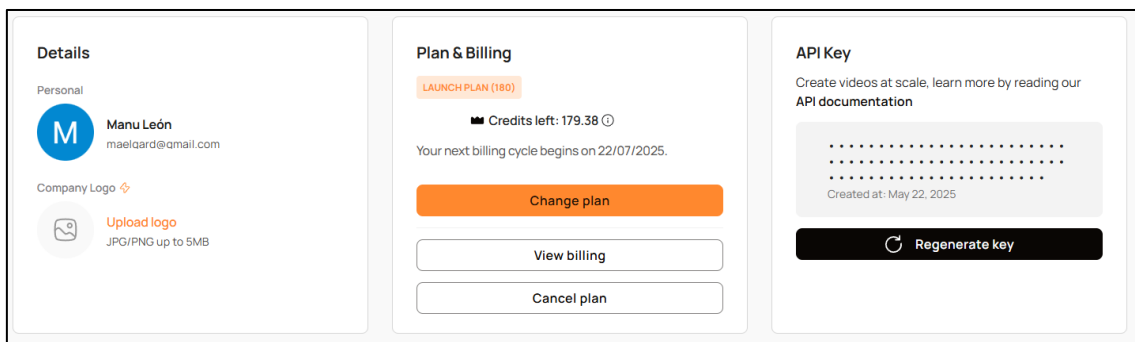 Details
Personal
M
Manu León
maelgard@gmail.com
Company Logo
Upload logo
JPG/PNG up to 5MB
Plan & Billing
LAUNCH PLAN (180)
Credits left: 179.38
Your next billing cycle begins on 22/07/2025.
Change plan
View billing
Cancel plan
API Key
Create videos at scale, learn more by reading our
API documentation
Created at: May 22, 2025
Regenerate key